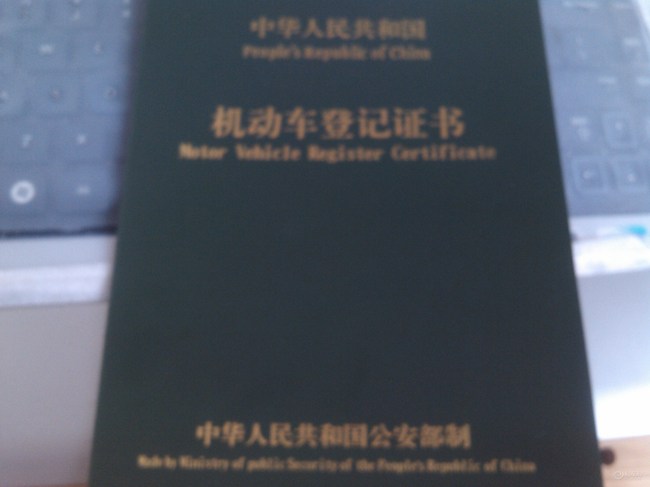 中华人民共和国
People's Republic of China
机动车登记证书
Motor Vehicle Register Certificate
中华人民共和国公安部制
Made by Ministry of public Security of the People's Republic of China